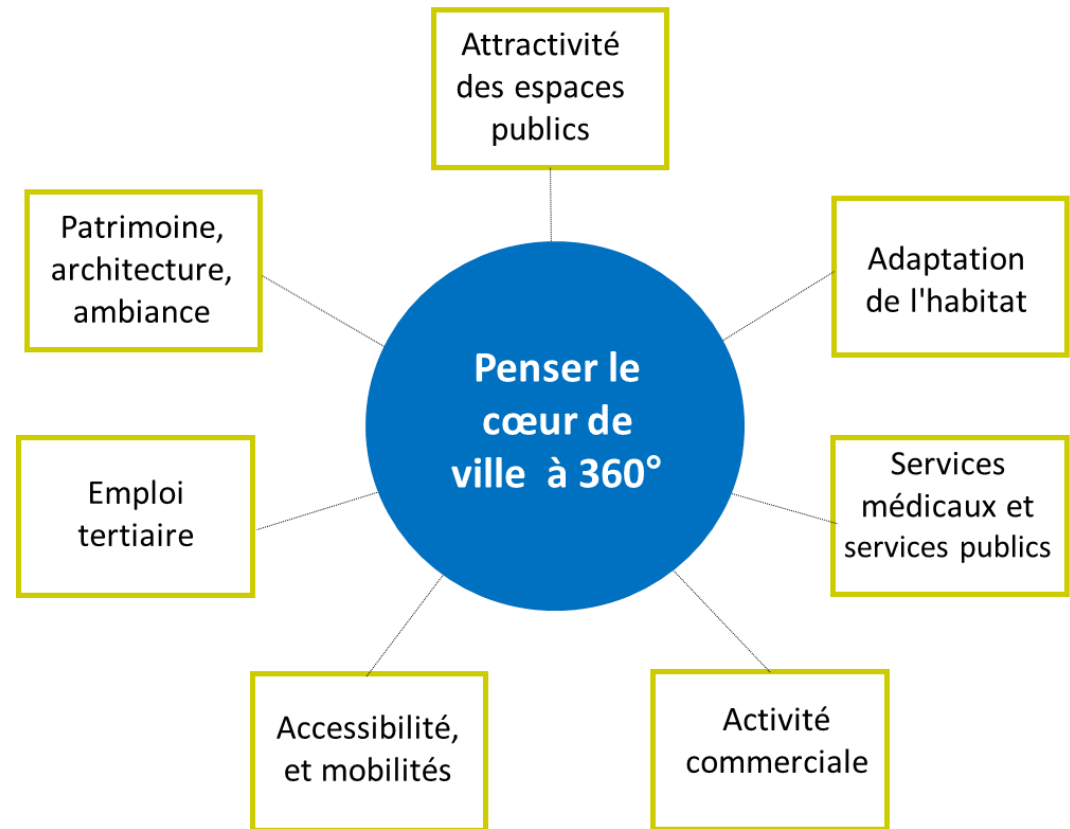 Attractivité
des espaces
publics
Patrimoine,
architecture,
ambiance
Adaptation
de l'habitat
Penser le
cœur de
ville à 360°
Emploi
tertiaire
Services
médicaux et
services publics
Accessibilité,
et mobilités
Activité
commerciale